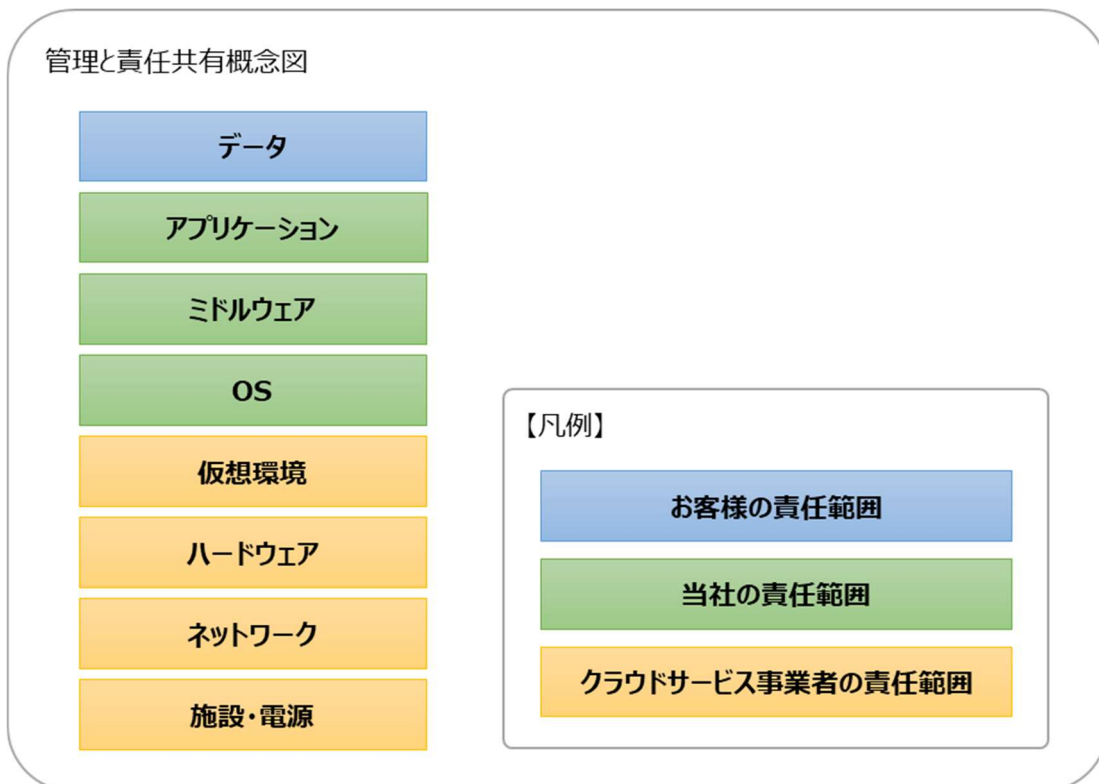 管理と責任共有概念図
データ
アプリケーション
ミドルウェア
OS
仮想環境
ハードウェア
ネットワーク
施設・電源
【凡例】
お客様の責任範囲
当社の責任範囲
クラウドサービス事業者の責任範囲